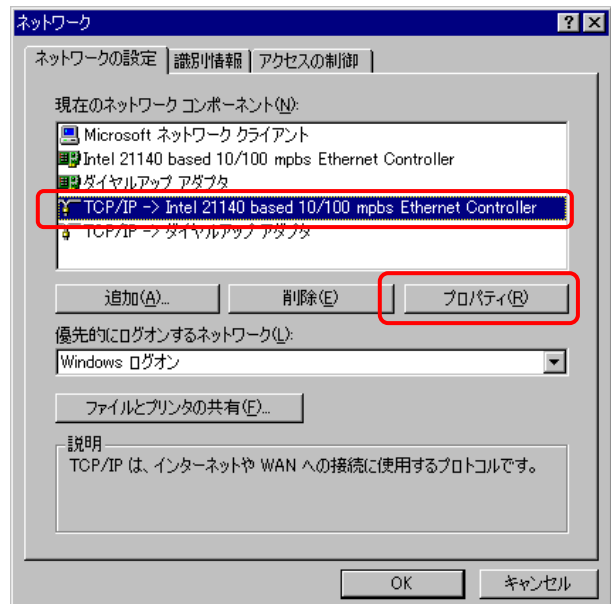 ネットワーク
ネットワークの設定 識別情報 アクセスの制御
現在のネットワーク コンポーネント(N):
Microsoft ネットワーク クライアント
Intel 21140 based 10/100 mpbs Ethernet Controller
ダイヤルアップ アダプタ
TCP/IP -> Intel 21140 based 10/100 mpbs Ethernet Controller
TCP/IP -> ダイヤルアップ アダプタ
追加(A)... 削除(E) プロパティ(R)
優先的にログオンするネットワーク(L):
Windows ログオン
ファイルとプリンタの共有(F)...
説明
TCP/IP は、インターネットや WAN への接続に使用するプロトコルです。
OK キャンセル